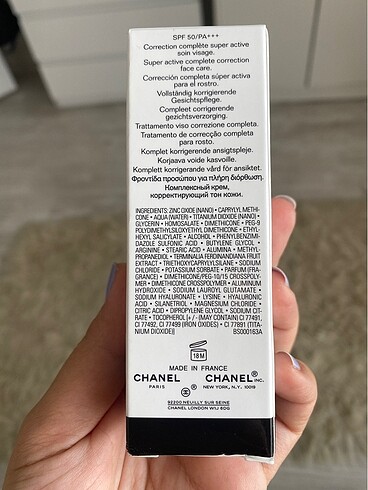 SPF 50/PA+++
Correction complète super active
soin visage.
Super active complete correction
face care.
Corrección completa súper activa
para el rostro.
Vollständig korrigierende
Gesichtspflege.
Compleet corrigerende
gezichtsverzorging.
Trattamento viso correzione completa.
Tratamento de correcção completa
para rosto.
Komplet korrigerende ansigtspleje.
Korjaava voide kasvoille.
Komplett korrigerande vård för ansiktet.
Φροντίδα προσώπου για πλήρη διόρθωση.
Комплексный крем,
корректирующий тон кожи.
INGREDIENTS: ZINC OXIDE (NANO) • CAPRYLYL METHI-
CONE • AQUA (WATER) • TITANIUM DIOXIDE (NANO) •
GLYCERIN • HOMOSALATE • DIMETHICONE • PEG-9
POLYDIMETHYLSILOXYETHYL DIMETHICONE • ETHYL-
HEXYL SALICYLATE • ALCOHOL • PHENYLBENZIMI-
DAZOLE SULFONIC ACID • BUTYLENE GLYCOL •
ARGININE • STEARIC ACID • ALUMINA • METHYL-
PROPANEDIOL • TERMINALIA FERDINANDIANA FRUIT
EXTRACT • TRIETHOXYCAPRYLYLSILANE • SODIUM
CHLORIDE • POTASSIUM SORBATE • PARFUM (FRA-
GRANCE) • DIMETHICONE/PEG-10/15 CROSSPOLY-
MER • DIMETHICONE CROSSPOLYMER • ALUMINUM
HYDROXIDE • SODIUM LAUROYL GLUTAMATE •
SODIUM HYALURONATE • LYSINE • HYALURONIC
ACID • SILANETRIOL • MAGNESIUM CHLORIDE •
CITRIC ACID • DIPROPYLENE GLYCOL • SODIUM CIT-
RATE • TOCOPHEROL [+/- (MAY CONTAIN) CI 77491,
CI 77492, CI 77499 (IRON OXIDES) • CI 77891 (TITA-
NIUM DIOXIDE)] BS000163A
18M
MADE IN FRANCE
CHANEL CHANEL® INC.
PARIS ® NEW YORK, N.Y. 10019
92200 NEUILLY SUR SEINE
CHANEL LONDON W1J 6DG